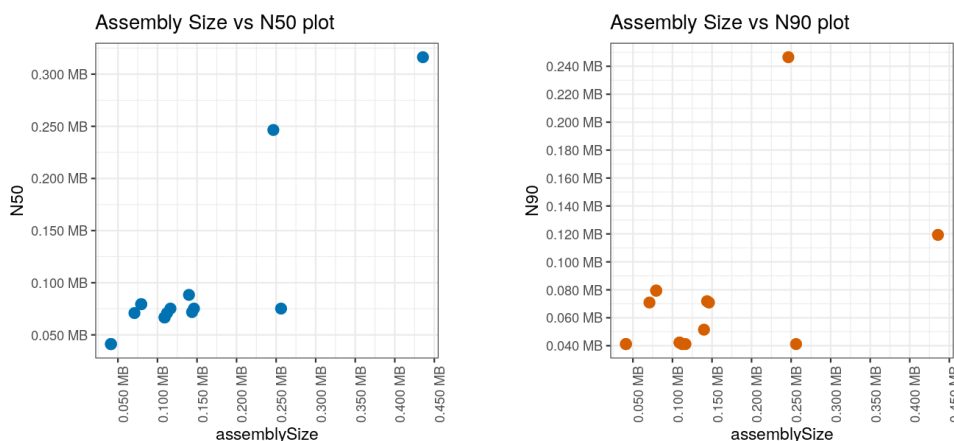 Assembly Size vs N50 plot
0.300 MB
0.250 MB
0.200 MB
0.150 MB
0.100 MB
0.050 MB
N50
0.050 MB
0.100 MB
0.150 MB
0.200 MB
0.250 MB
0.300 MB
0.350 MB
0.400 MB
0.450 MB
assemblySize
Assembly Size vs N90 plot
0.240 MB
0.220 MB
0.200 MB
0.180 MB
0.160 MB
0.140 MB
0.120 MB
0.100 MB
0.080 MB
0.060 MB
0.040 MB
N90
0.050 MB
0.100 MB
0.150 MB
0.200 MB
0.250 MB
0.300 MB
0.350 MB
0.400 MB
0.450 MB
assemblySize